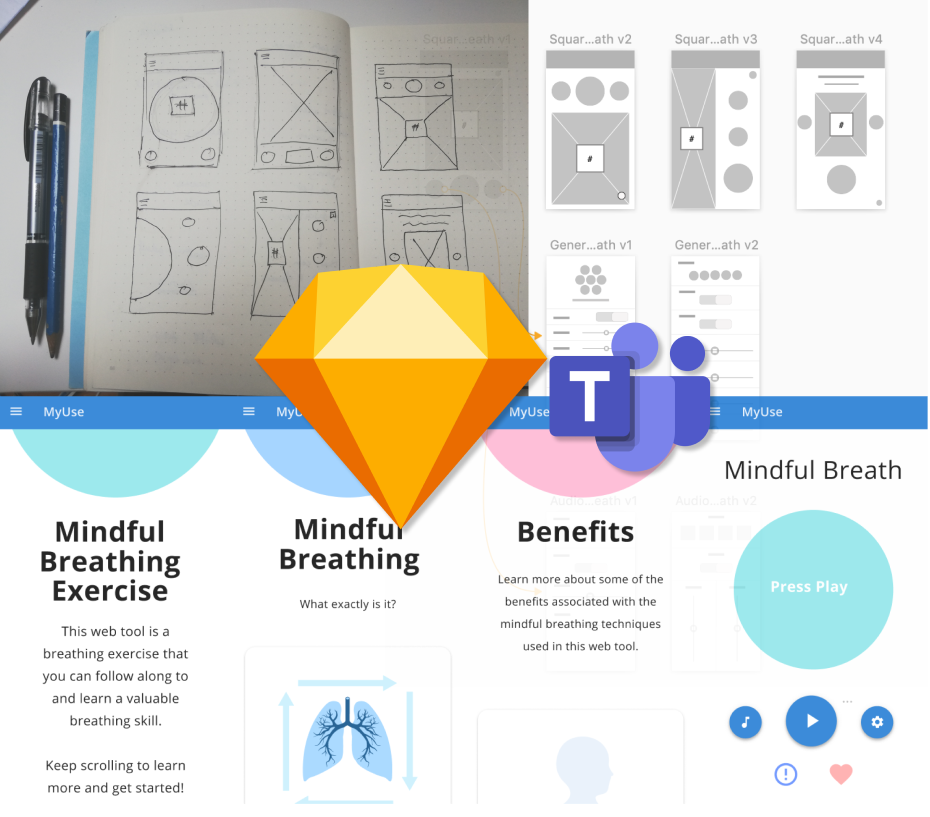 Squar...eath v1
Squar...ath v2
Squar...ath v3
Squar...ath v4
#
#
#
#
#
#
#
Gener...ath v1
Gener...ath v2
T
MyUse
MyU
MyUse
MyUse
Mindful
Breathing
Exercise
This web tool is a
breathing exercise that
you can follow along to
and learn a valuable
breathing skill.
Keep scrolling to learn
more and get started!
Mindful
Breathing
What exactly is it?
Audio...eath v1
Audio...ath v2
Benefits
Learn more about some of the
benefits associated with the
mindful breathing techniques
used in this web tool.
Mindful Breath
Press Play
...